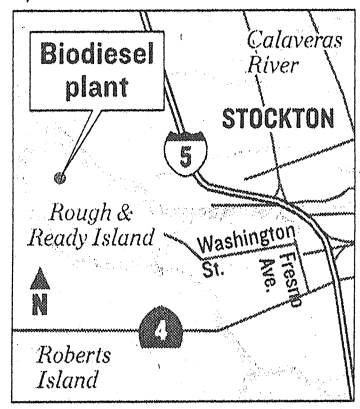 Biodiesel
plant
Calaveras
River
STOCKTON
5
Rough &
Ready Island
Washington
St.
Fresno
Ave.
N
4
Roberts
Island